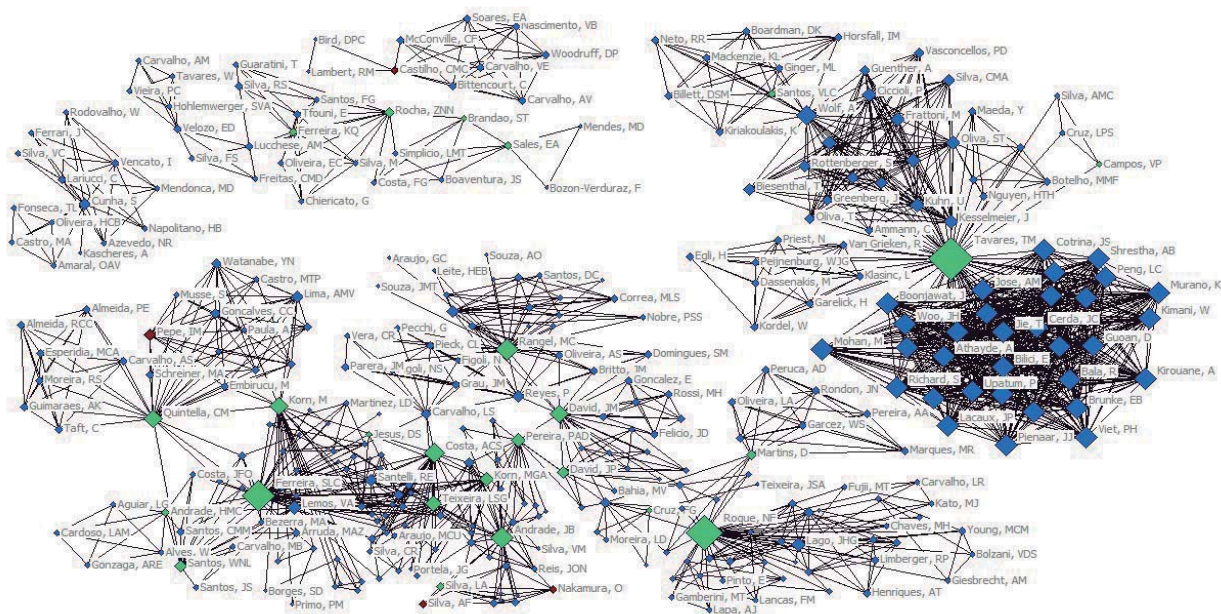 Soares, EA
Nascimento, VB
Bird, DPC
McConville, CF
Woodruff, DP
Lambert, RM
Castilho, CMC
Carvalho, VE
Bittencourt, C
Carvalho, AV
Carvalho, AM
Guaratini, T
Tavares, W
Vieira, PC
Silva, RS
Hohlemwerger, SVA
Santos, FG
Tfouni, E
Rocha, ZNN
Velozo, ED
Ferreira, KQ
Brandao, ST
Mendes, MD
Lucchese, AM
Sales, EA
Silva, FS
Oliveira, EC
Silva, M
Simplicio, LMT
Freitas, CMD
Costa, FG
Boaventura, JS
Bozon-Verduraz, F
Chiericato, G
Rodovalho, W
Ferrari, J
Silva, VC
Vencato, I
Lariucci, C
Mendonca, MD
Cunha, S
Fonseca, TL
Oliveira, HCB
Napolitano, HB
Castro, MA
Azevedo, NR
Kascheres, A
Amaral, OAV
Neto, RR
Boardman, DK
Horsfall, IM
Mackenzie, KL
Ginger, ML
Billett, DSM
Santos, VLC
Kiriakoulakis, K
Wolf, A
Vasconcellos, PD
Guenther, A
Ciccioli, P
Silva, CMA
Frattoni, M
Maeda, Y
Silva, AMC
Oliva, ST
Cruz, LPS
Rottenberger, S
Campos, VP
Biesenthal, T
Botelho, MMF
Greenberg, J
Kuhn, U
Nguyen, HTH
Oliva, T
Kesselmeier, J
Ammann, C
Tavares, TM
Priest, N
Van Grieken, R
Egli, H
Peijnenburg, WJG
Klasinc, L
Dassenakis, M
Garelick, H
Kordel, W
Cotrina, JS
Shrestha, AB
Peng, LC
Jose, AM
Murano, K
Boonjawat, J
Kimani, W
Woo, JH
Cerda, JC
Jie, T
Guoan, D
Mohan, M
Athayde, A
Bilici, E
Bala, R
Kirouane, A
Richard, S
Upatum, P
Brunke, EB
Lacaux, JP
Viet, PH
Pienaar, JJ
Watanabe, YN
Castro, MTP
Musse, S
Lima, AMV
Goncalves, CC
Almeida, PE
Pepe, IM
Paula, A
Almeida, RCC
Esperidia, MCA
Carvalho, AS
Schreiner, MA
Moreira, RS
Embirucu, M
Guimaraes, AK
Quintella, CM
Korn, M
Taft, C
Araujo, GC
Souza, AO
Leite, HEB
Souza, JMT
Santos, DC
Correa, MLS
Nobre, PSS
Vera, CR
Pecchi, G
Pieck, CL
Rangel, MC
Figoli, N
Oliveira, AS
Domingues, SM
Parera, JM
Figoli, NS
Britto, JM
Grau, JM
Goncalez, E
Reyes, P
Rossi, MH
Martinez, LD
Carvalho, LS
David, JM
Jesus, DS
Felicio, JD
Costa, ACS
Pereira, PAD
Costa, JFO
Santelli, RE
Korn, MGA
David, JP
Ferreira, SLC
Teixeira, LSG
Lemos, VA
Aguiar, LG
Andrade, HMC
Bezerra, MA
Santos, CMM
Arruda, MAZ
Araujo, MCU
Andrade, JB
Cardoso, LAM
Alves, W
Carvalho, MB
Silva, CR
Silva, VM
Gonzaga, ARE
Santos, WNL
Portela, JG
Reis, JON
Santos, JS
Borges, SD
Silva, LA
Nakamura, O
Primo, PM
Silva, AF
Peruca, AD
Rondon, JN
Oliveira, LA
Pereira, AA
Garcez, WS
Marques, MR
Martins, D
Bahia, MV
Teixeira, JSA
Fujii, MT
Carvalho, LR
Cruz, FG
Kato, MJ
Roque, NF
Moreira, LD
Chaves, MH
Young, MCM
Lago, JHG
Limberger, RP
Bolzani, VDS
Pinto, E
Giesbrecht, AM
Gamberini, MT
Lancas, FM
Henriques, AT
Lapa, AJ